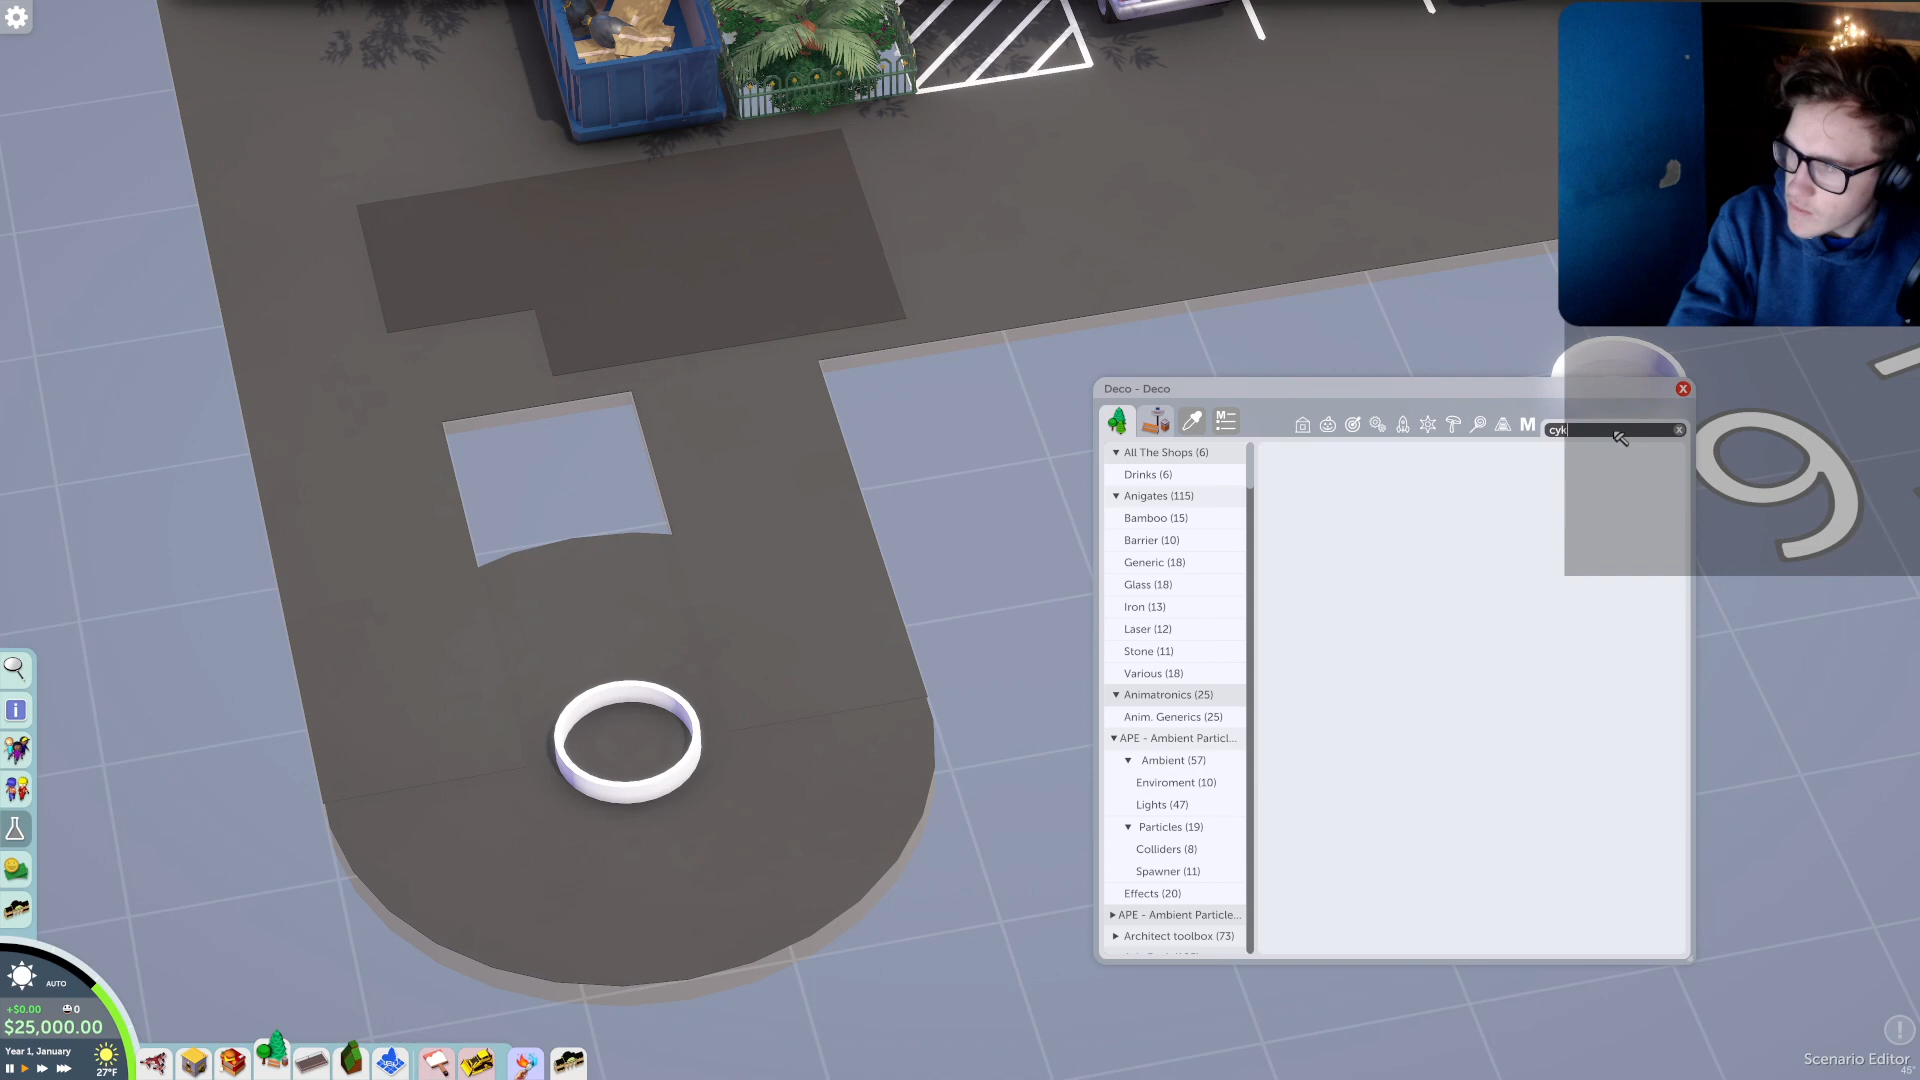 Deco - Deco
M
M
cyk
All The Shops (6)
Drinks (6)
Anigates (115)
Bamboo (15)
Barrier (10)
Generic (18)
Glass (18)
Iron (13)
Laser (12)
Stone (11)
Various (18)
Animatronics (25)
Anim. Generics (25)
APE - Ambient Particl...
Ambient (57)
Enviroment (10)
Lights (47)
Particles (19)
Colliders (8)
Spawner (11)
Effects (20)
APE - Ambient Particle...
Architect toolbox (73)
AUTO
+$0.00
0
$25,000.00
Year 1, January
27°F
Scenario Editor
45°